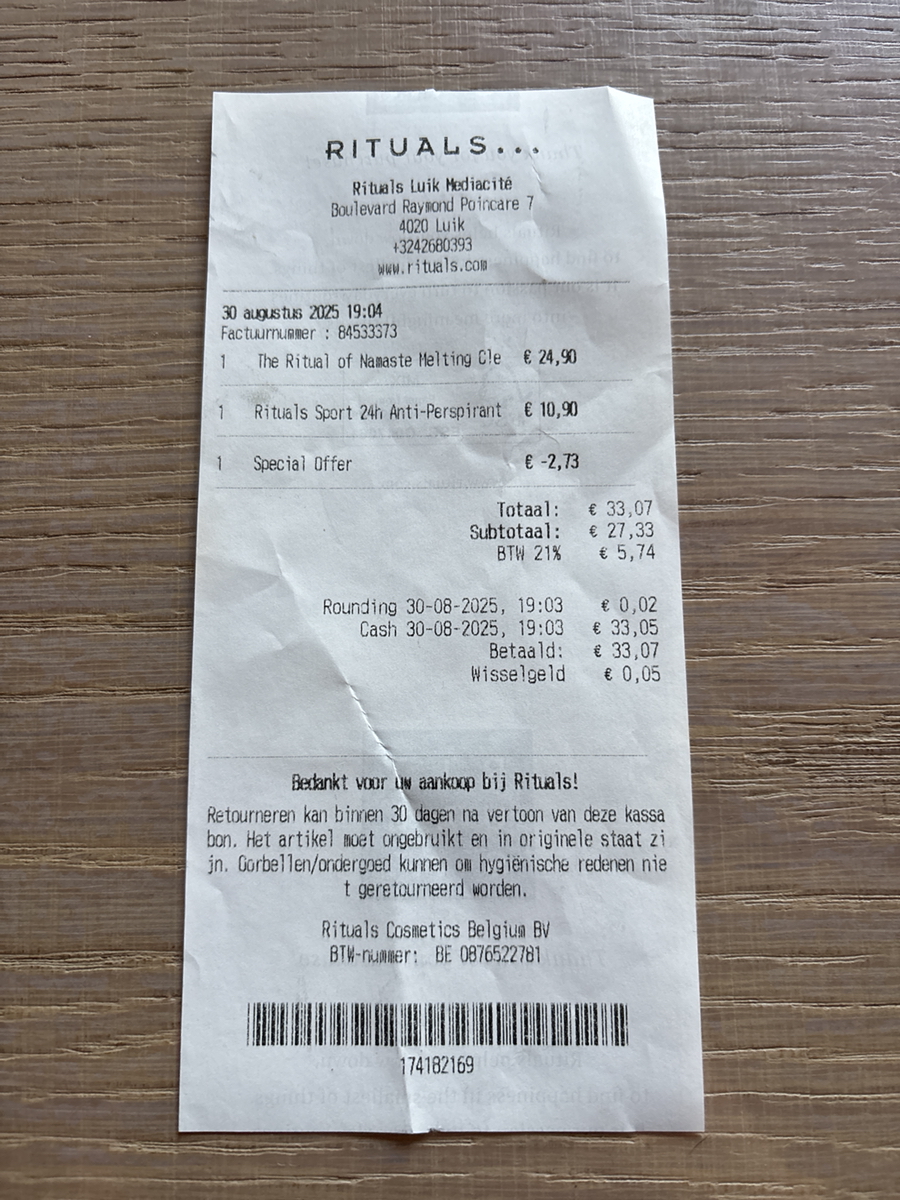 RITUALS...
Rituals Luik Mediacité
Boulevard Raymond Poincare 7
4020 Luik
+3242680393
www.rituals.com
30 augustus 2025 19:04
Factuurnummer : 84533373
1 The Ritual of Namaste Melting Cle € 24,90
1 Rituals Sport 24h Anti-Perspirant € 10,90
1 Special Offer € -2,73
Totaal: € 33,07
Subtotaal: € 27,33
BTW 21% € 5,74
Rounding 30-08-2025, 19:03 € 0,02
Cash 30-08-2025, 19:03 € 33,05
Betaald: € 33,07
Wisselgeld € 0,05
Bedankt voor uw aankoop bij Rituals!
Retourneren kan binnen 30 dagen na vertoon van deze kassa
bon. Het artikel moet ongebruikt en in originele staat zi
jn. Oorbellen/ondergoed kunnen om hygiënische redenen nie
t geretourneerd worden.
Rituals Cosmetics Belgium BV
BTW-nummer: BE 0876522781
174182169